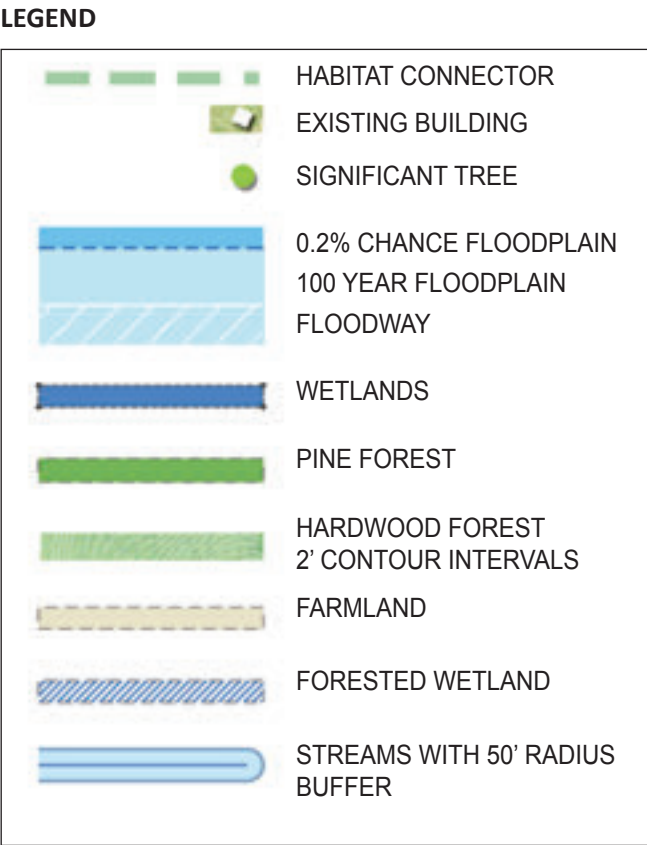 LEGEND
HABITAT CONNECTOR
EXISTING BUILDING
SIGNIFICANT TREE
0.2% CHANCE FLOODPLAIN
100 YEAR FLOODPLAIN
FLOODWAY
WETLANDS
PINE FOREST
HARDWOOD FOREST
2' CONTOUR INTERVALS
FARMLAND
FORESTED WETLAND
STREAMS WITH 50' RADIUS
BUFFER